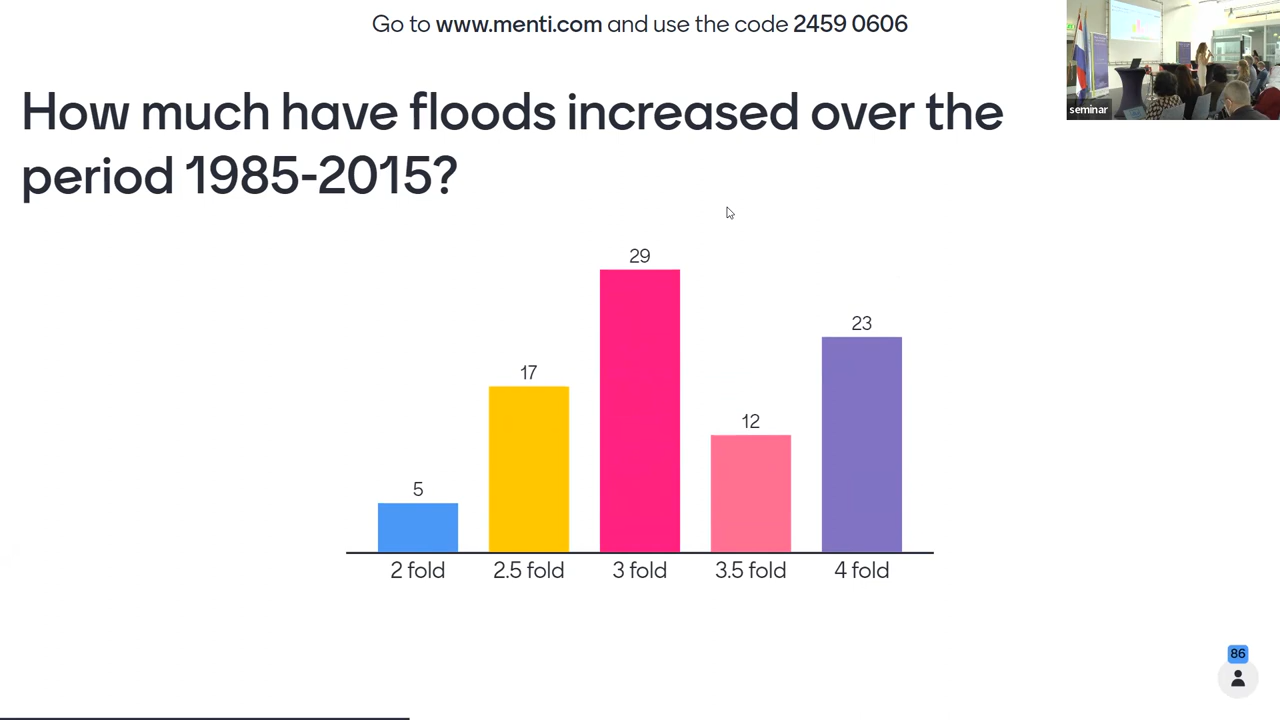 Go to www.menti.com and use the code 2459 0606
seminar
How much have floods increased over the
period 1985-2015?
29
23
17
12
5
2 fold 2.5 fold 3 fold 3.5 fold 4 fold
86